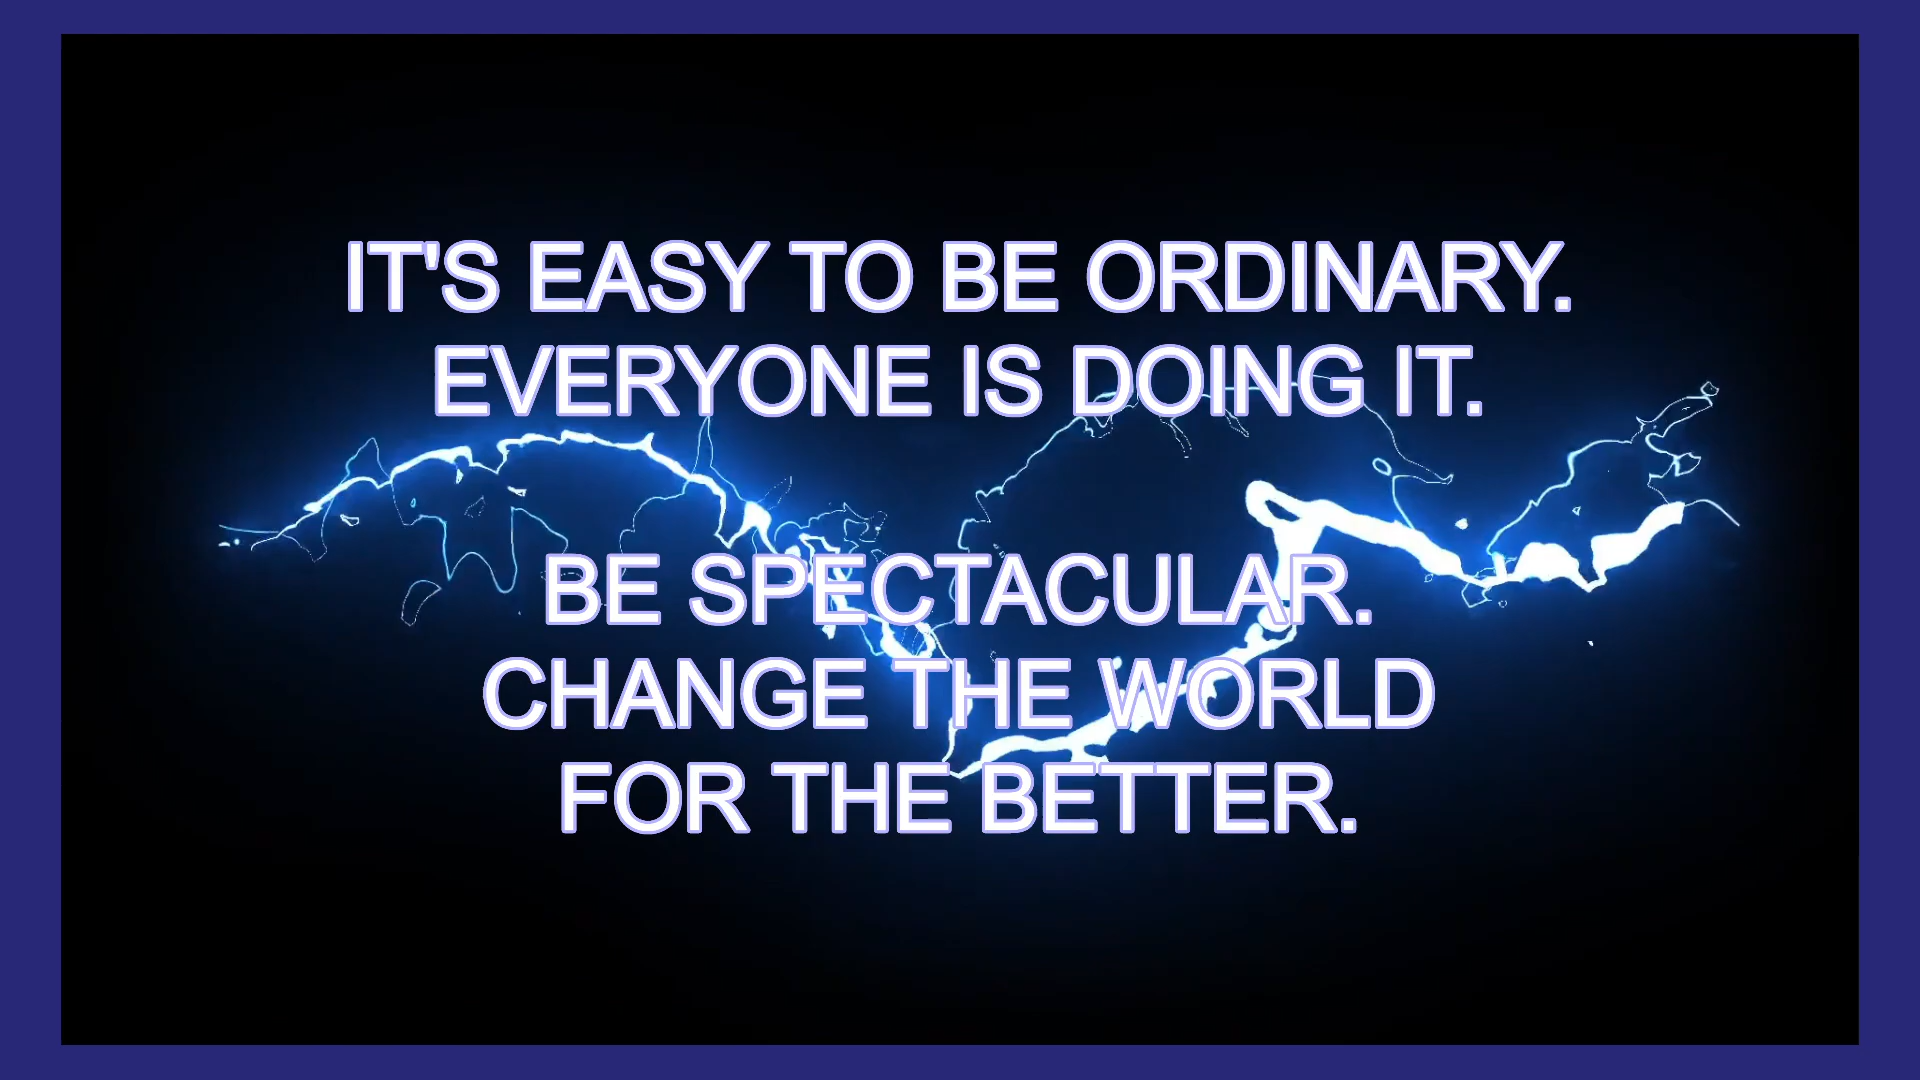 IT'S EASY TO BE ORDINARY.
EVERYONE IS DOING IT.
BE SPECTACULAR.
CHANGE THE WORLD
FOR THE BETTER.